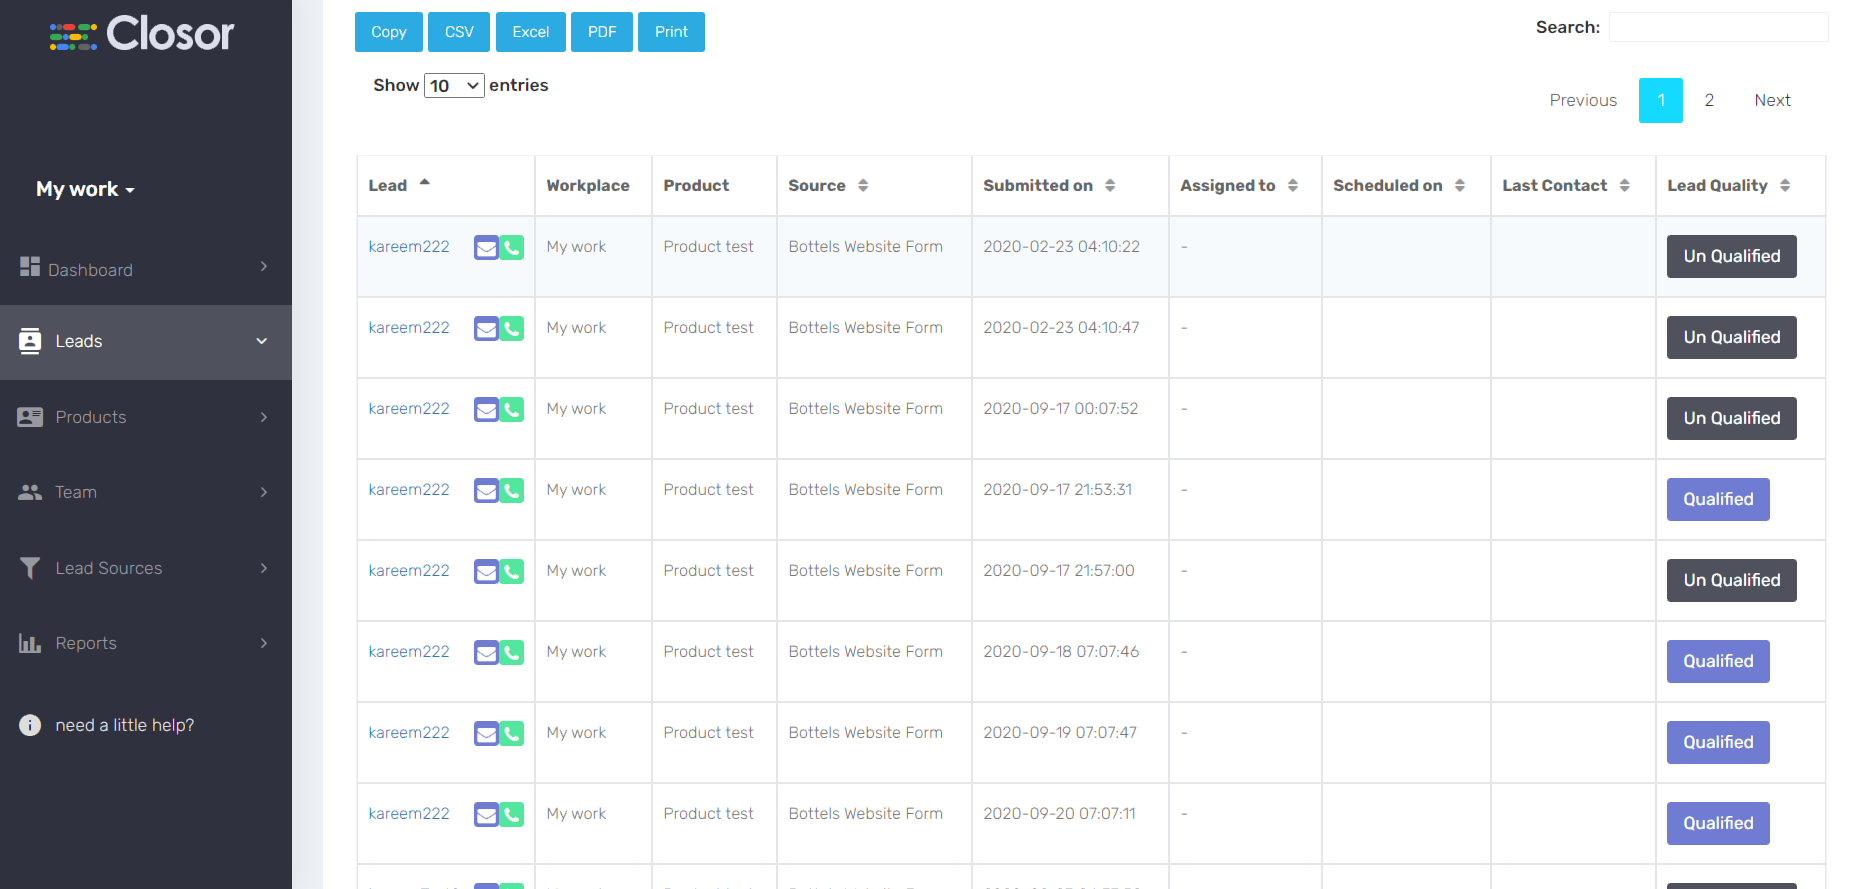 Closor
My work
Dashboard
Leads
Products
Team
Lead Sources
Reports
need a little help?
Copy CSV Excel PDF Print
Search:
Show 10 entries
Previous 1 2 Next
Lead Workplace Product Source Submitted on Assigned to Scheduled on Last Contact Lead Quality
kareem222 My work Product test Bottels Website Form 2020-02-23 04:10:22 - Un Qualified
kareem222 My work Product test Bottels Website Form 2020-02-23 04:10:47 - Un Qualified
kareem222 My work Product test Bottels Website Form 2020-09-17 00:07:52 - Un Qualified
kareem222 My work Product test Bottels Website Form 2020-09-17 21:53:31 - Qualified
kareem222 My work Product test Bottels Website Form 2020-09-17 21:57:00 - Un Qualified
kareem222 My work Product test Bottels Website Form 2020-09-18 07:07:46 - Qualified
kareem222 My work Product test Bottels Website Form 2020-09-19 07:07:47 - Qualified
kareem222 My work Product test Bottels Website Form 2020-09-20 07:07:11 - Qualified